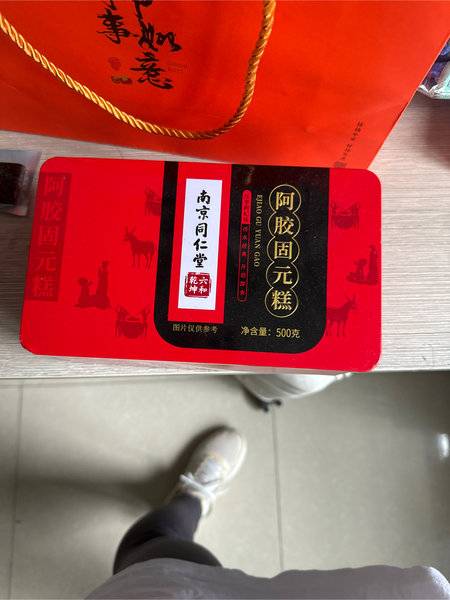 事事如意
阿胶固元糕
南京同仁堂
六和乾坤
阿胶固元糕
EJIAO GU YUAN GAO
图片仅供参考
净含量：500克